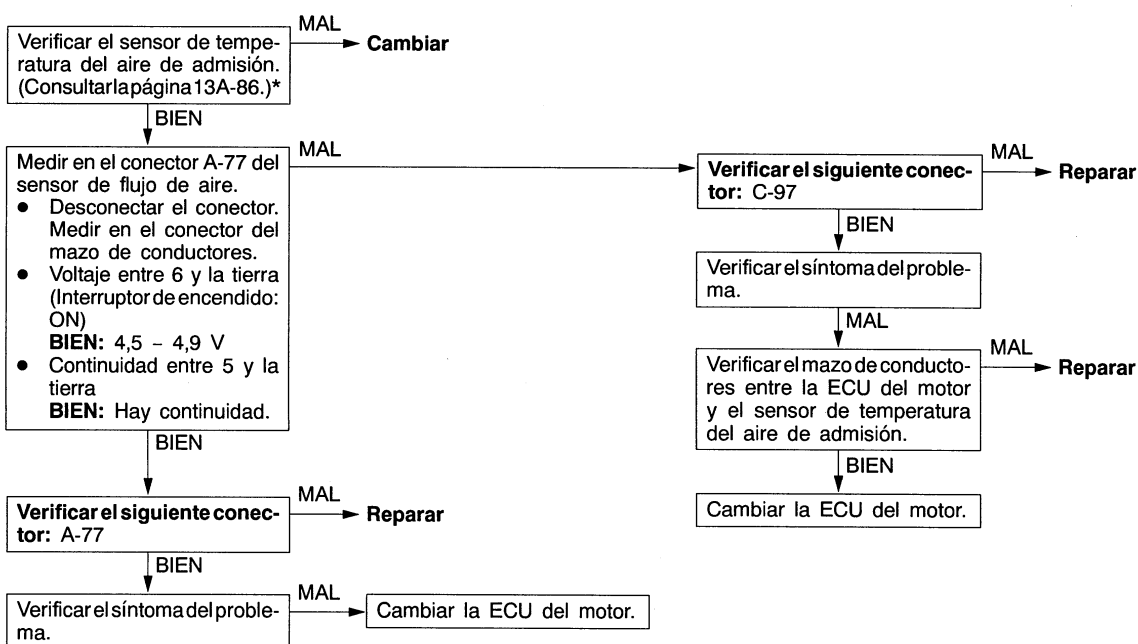 MAL
Verificar el sensor de tempe-
ratura del aire de admisión.
(Consultar la página 13A-86.)*
Cambiar
BIEN
Medir en el conector A-77 del
sensor de flujo de aire.
● Desconectar el conector.
Medir en el conector del
mazo de conductores.
● Voltaje entre 6 y la tierra
(Interruptor de encendido:
ON)
BIEN: 4,5 – 4,9 V
● Continuidad entre 5 y la
tierra
BIEN: Hay continuidad.
MAL
Verificar el siguiente conec-
tor: C-97
MAL
Reparar
BIEN
Verificar el síntoma del proble-
ma.
MAL
Verificar el mazo de conducto-
res entre la ECU del motor
y el sensor de temperatura
del aire de admisión.
MAL
Reparar
BIEN
Cambiar la ECU del motor.
BIEN
Verificar el siguiente conec-
tor: A-77
MAL
Reparar
BIEN
Verificar el síntoma del proble-
ma.
MAL
Cambiar la ECU del motor.